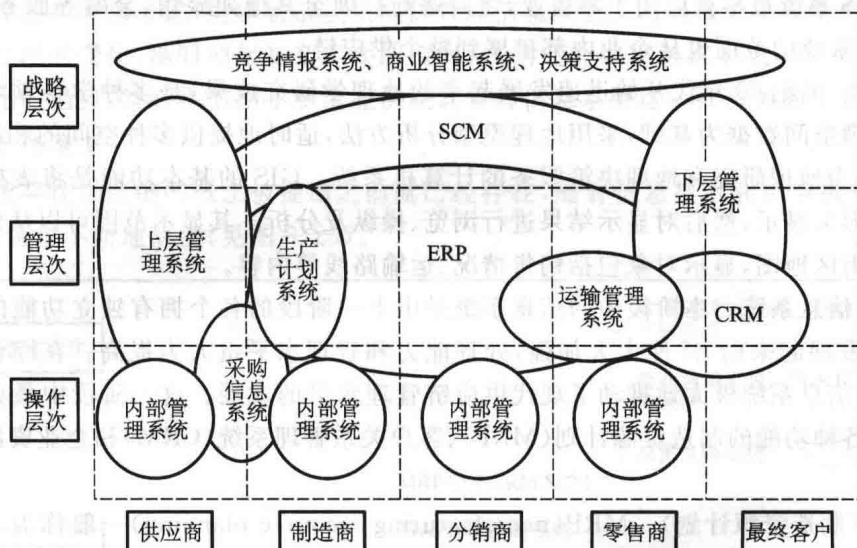 战略
层次
竞争情报系统、商业智能系统、决策支持系统
SCM
下层管
理系统
管理
层次
上层管
理系统
生产
计划
系统
ERP
运输管理
系统
CRM
操作
层次
采购
信息
系统
内部管
理系统
内部管
理系统
内部管
理系统
内部管
理系统
供应商
制造商
分销商
零售商
最终客户